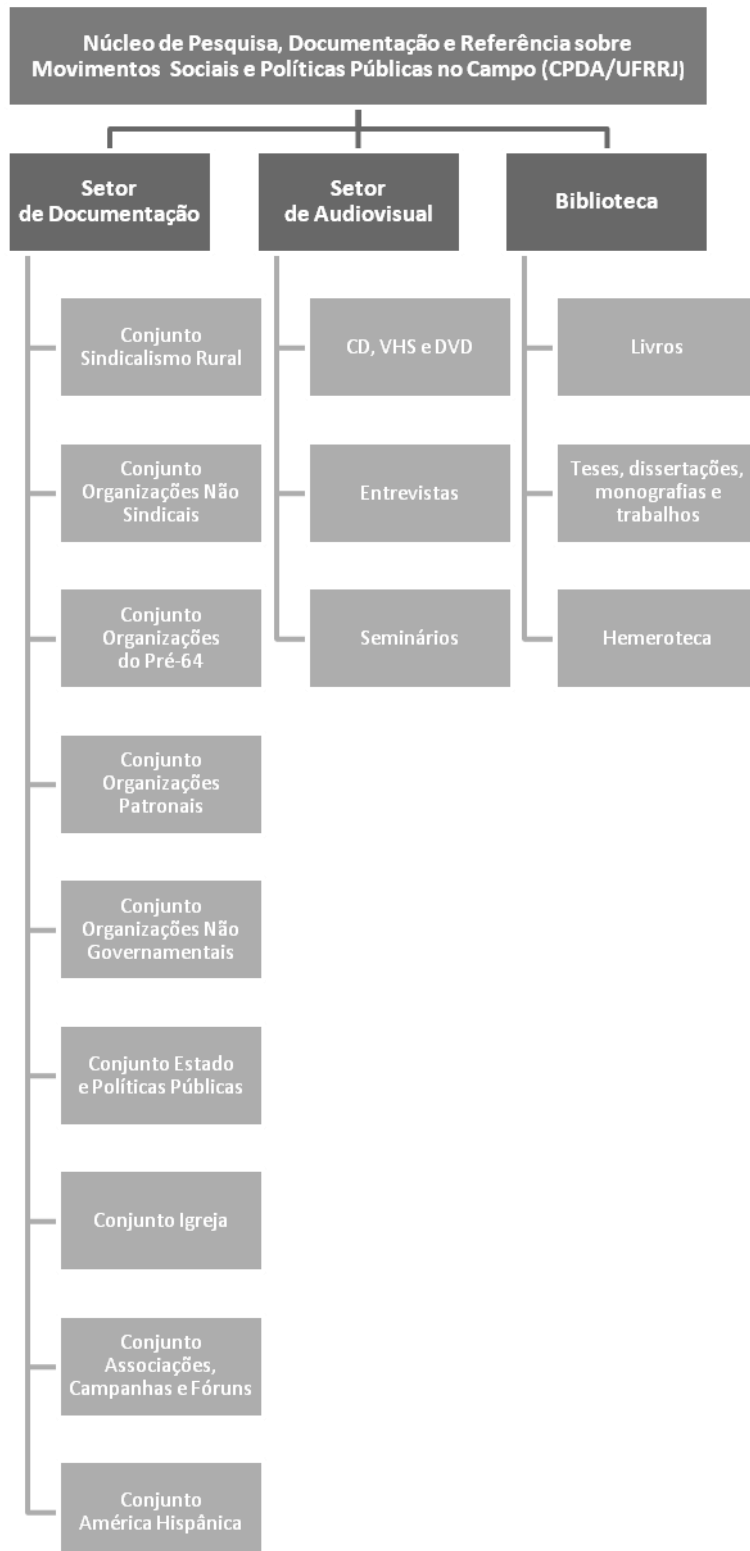 Núcleo de Pesquisa, Documentação e Referência sobre
Movimentos Sociais e Políticas Públicas no Campo (CPDA/UFRRJ)
Setor
de Documentação
Conjunto
Sindicalismo Rural
Conjunto
Organizações Não
Sindicais
Conjunto
Organizações
do Pré-64
Conjunto
Organizações
Patronais
Conjunto
Organizações Não
Governamentais
Conjunto Estado
e Políticas Públicas
Conjunto Igreja
Conjunto
Associações,
Campanhas e Fóruns
Conjunto
América Hispânica
Setor
de Audiovisual
CD, VHS e DVD
Entrevistas
Seminários
Biblioteca
Livros
Teses, dissertações,
monografias e
trabalhos
Hemeroteca